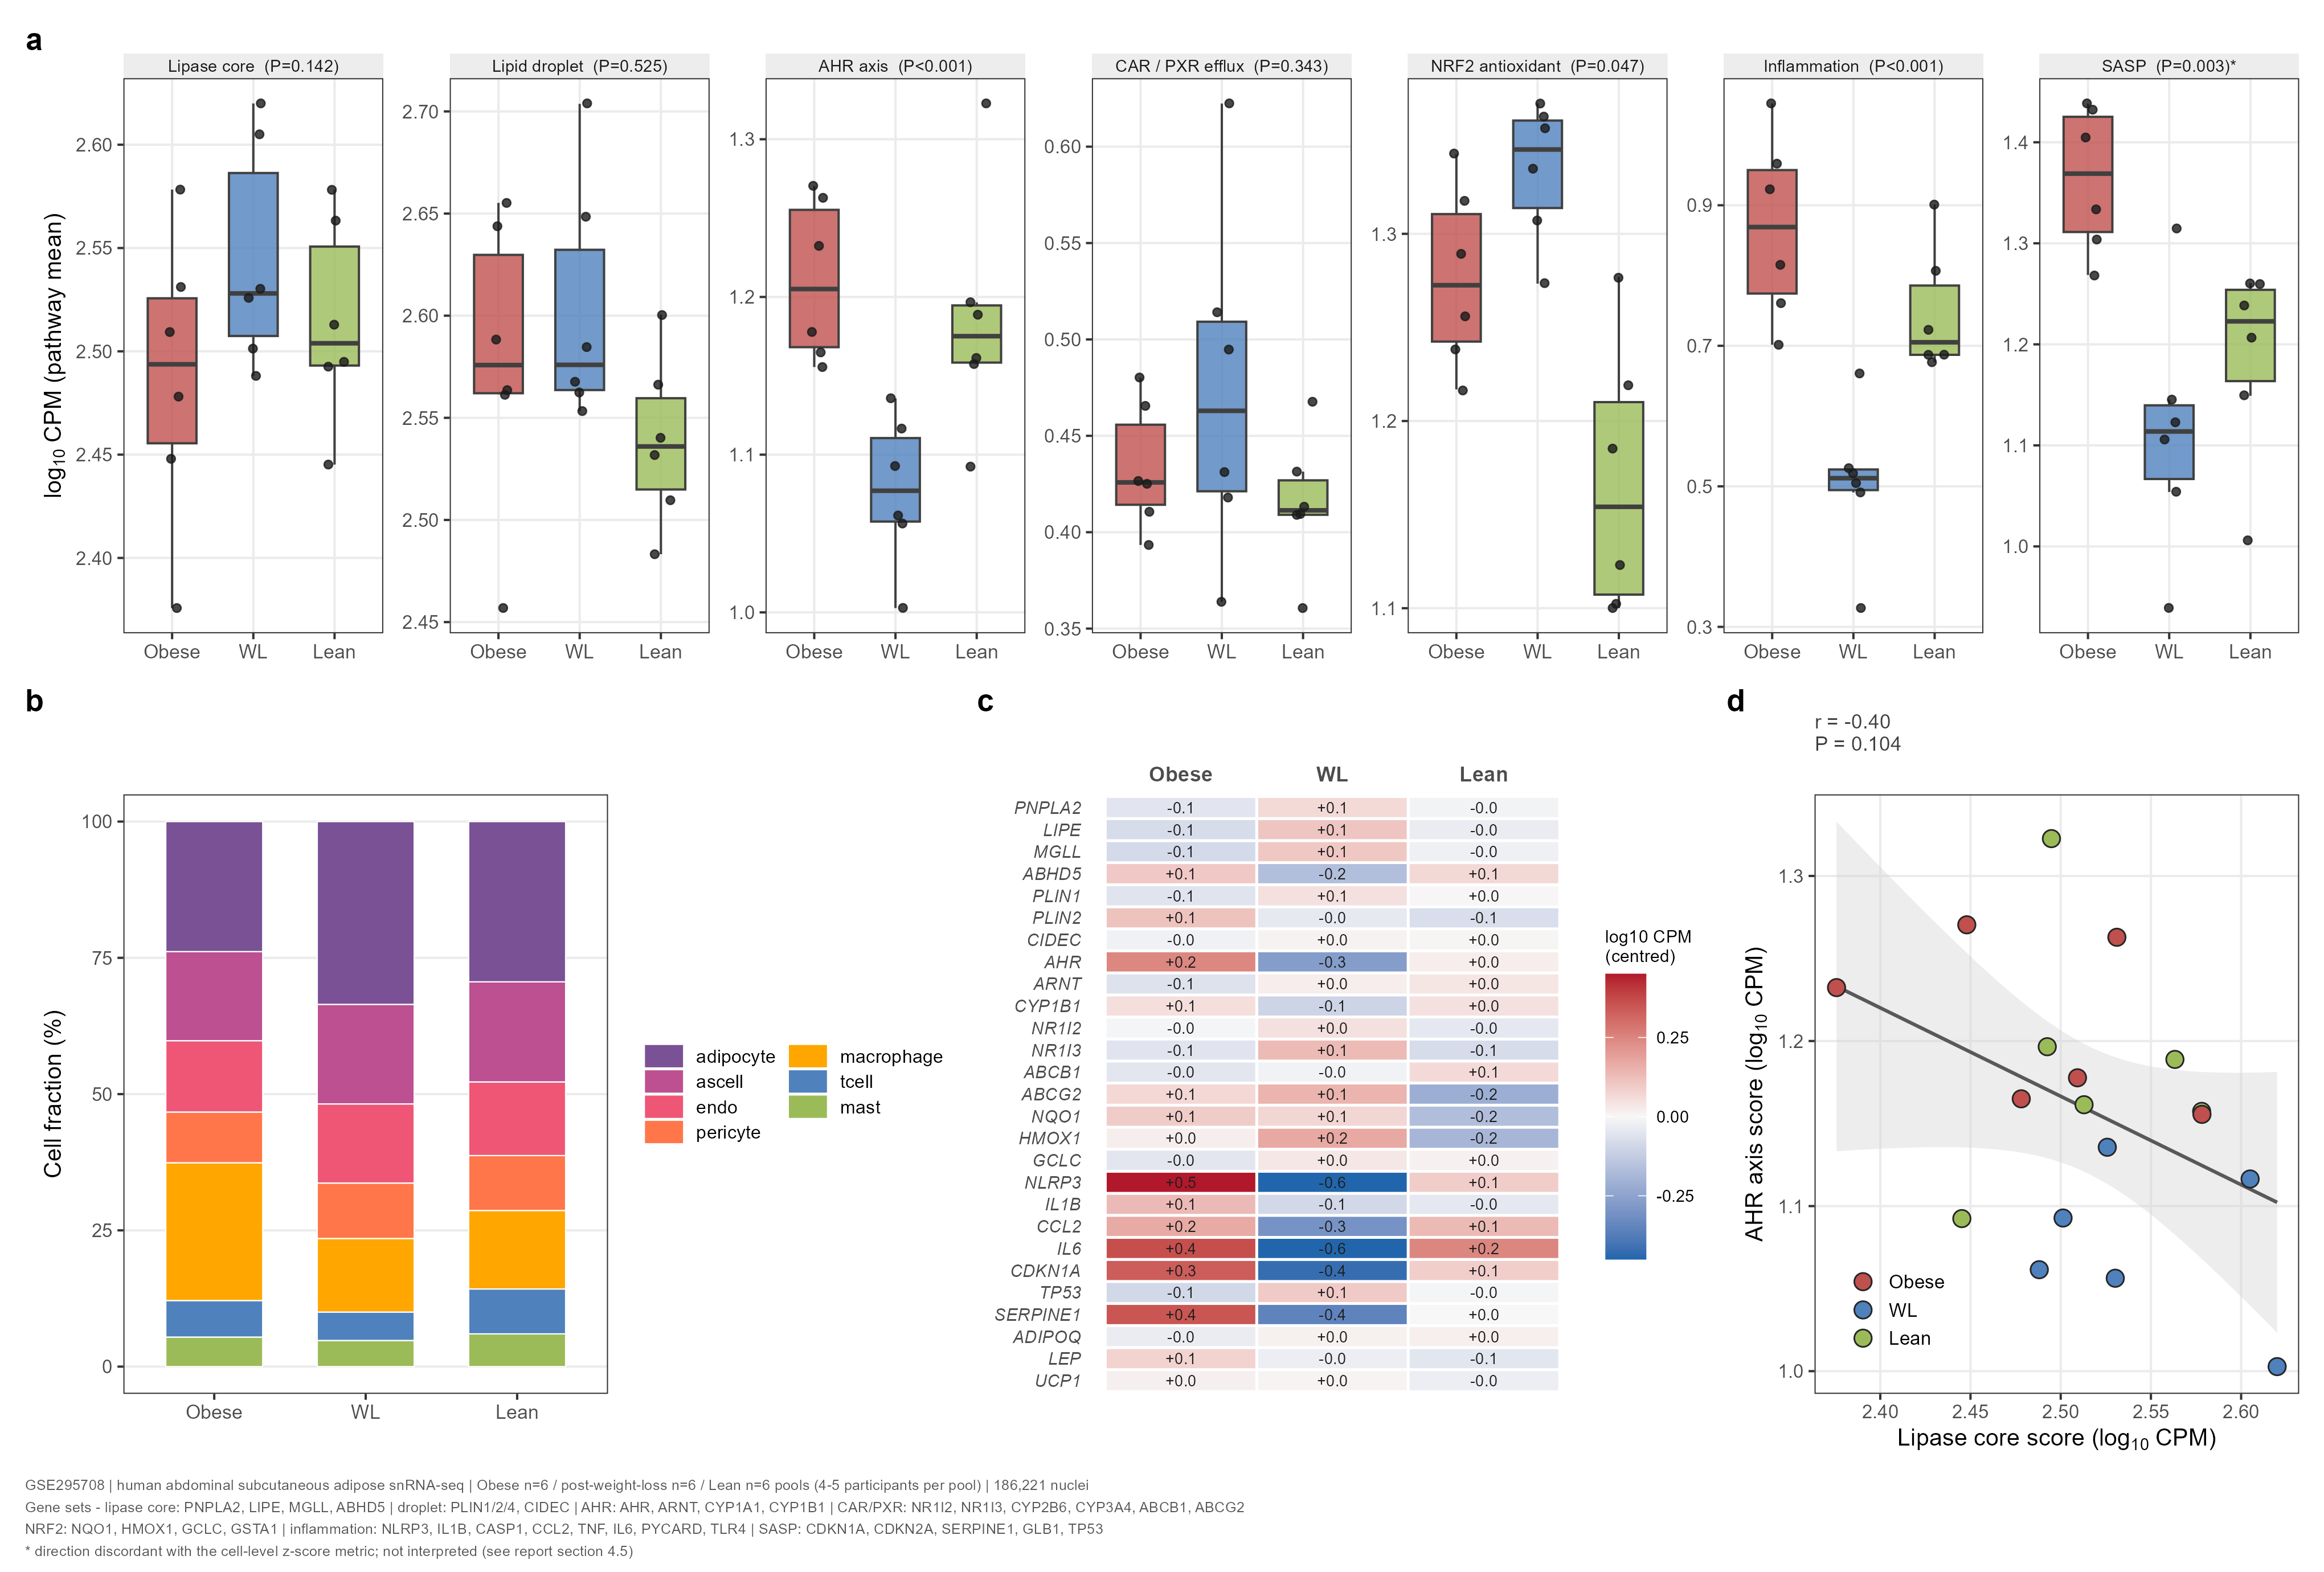 a
Lipase core (P=0.142)
Lipid droplet (P=0.525)
AHR axis (P<0.001)
CAR / PXR efflux (P=0.343)
NRF2 antioxidant (P=0.047)
Inflammation (P<0.001)
SASP (P=0.003)*
log10 CPM (pathway mean)
2.60
2.55
2.50
2.45
2.40
Obese WL Lean
2.70
2.65
2.60
2.55
2.50
2.45
Obese WL Lean
1.3
1.2
1.1
1.0
Obese WL Lean
0.60
0.55
0.50
0.45
0.40
0.35
Obese WL Lean
1.3
1.2
1.1
Obese WL Lean
0.9
0.7
0.5
0.3
Obese WL Lean
1.4
1.3
1.2
1.1
1.0
Obese WL Lean
b
Cell fraction (%)
100
75
50
25
0
Obese WL Lean
adipocyte
ascell
endo
pericyte
macrophage
tcell
mast
c
Obese WL Lean
PNPLA2 -0.1 +0.1 -0.0
LIPE -0.1 +0.1 -0.0
MGLL -0.1 +0.1 -0.0
ABHD5 +0.1 -0.2 +0.1
PLIN1 -0.1 +0.1 +0.0
PLIN2 +0.1 -0.0 -0.1
CIDEC -0.0 +0.0 +0.0
AHR +0.2 -0.3 +0.0
ARNT -0.1 +0.0 +0.0
CYP1B1 +0.1 -0.1 +0.0
NR1I2 -0.0 +0.0 -0.0
NR1I3 -0.1 +0.1 -0.1
ABCB1 -0.0 -0.0 +0.1
ABCG2 +0.1 +0.1 -0.2
NQO1 +0.1 +0.1 -0.2
HMOX1 +0.0 +0.2 -0.2
GCLC -0.0 +0.0 +0.0
NLRP3 +0.5 -0.6 +0.1
IL1B +0.1 -0.1 -0.0
CCL2 +0.2 -0.3 +0.1
IL6 +0.4 -0.6 +0.2
CDKN1A +0.3 -0.4 +0.1
TP53 -0.1 +0.1 -0.0
SERPINE1 +0.4 -0.4 +0.0
ADIPOQ -0.0 +0.0 +0.0
LEP +0.1 -0.0 -0.1
UCP1 +0.0 +0.0 -0.0
log10 CPM
(centred)
0.25
0.00
-0.25
d
r = -0.40
P = 0.104
AHR axis score (log10 CPM)
1.3
1.2
1.1
1.0
Obese
WL
Lean
2.40 2.45 2.50 2.55 2.60
Lipase core score (log10 CPM)
GSE295708 | human abdominal subcutaneous adipose snRNA-seq | Obese n=6 / post-weight-loss n=6 / Lean n=6 pools (4-5 participants per pool) | 186,221 nuclei
Gene sets - lipase core: PNPLA2, LIPE, MGLL, ABHD5 | droplet: PLIN1/2/4, CIDEC | AHR: AHR, ARNT, CYP1A1, CYP1B1 | CAR/PXR: NR1I2, NR1I3, CYP2B6, CYP3A4, ABCB1, ABCG2
NRF2: NQO1, HMOX1, GCLC, GSTA1 | inflammation: NLRP3, IL1B, CASP1, CCL2, TNF, IL6, PYCARD, TLR4 | SASP: CDKN1A, CDKN2A, SERPINE1, GLB1, TP53
* direction discordant with the cell-level z-score metric; not interpreted (see report section 4.5)